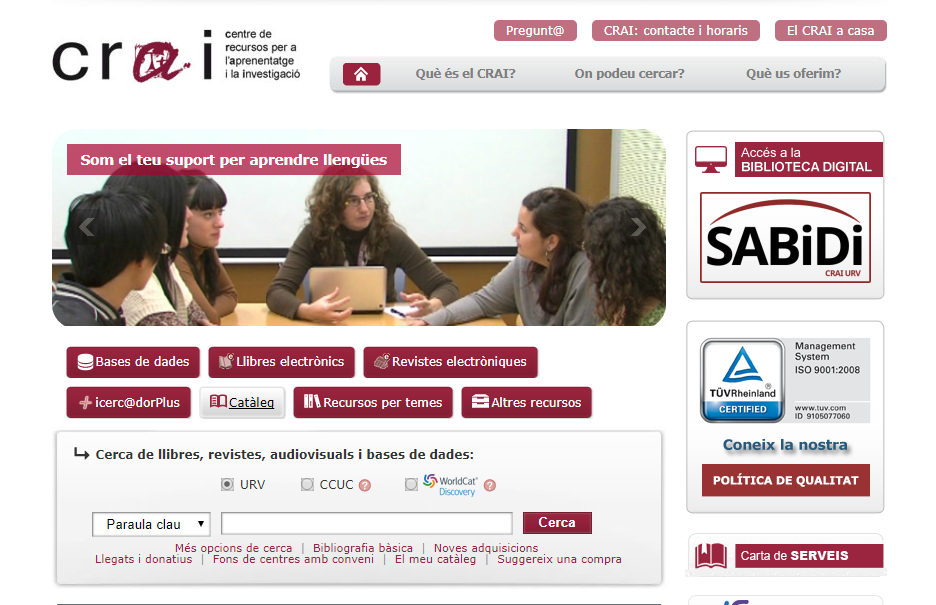 crai
centre de
recursos per a
l'aprenentatge
i la investigació
Pregunt@
CRAI: contacte i horaris
El CRAI a casa
Què és el CRAI?
On podeu cercar?
Què us oferim?
Som el teu suport per aprendre llengües
Accés a la
BIBLIOTECA DIGITAL
SABiDi
CRAI URV
Bases de dades
Llibres electrònics
Revistes electròniques
icerc@dorPlus
Catàleg
Recursos per temes
Altres recursos
Management
System
ISO 9001:2008
TÜVRheinland®
CERTIFIED
www.tuv.com
ID 9105077060
Coneix la nostra
POLÍTICA DE QUALITAT
Cerca de llibres, revistes, audiovisuals i bases de dades:
URV
CCUC ?
WorldCat®
Discovery ?
Paraula clau
Cerca
Més opcions de cerca | Bibliografia bàsica | Noves adquisicions
Llegats i donatius | Fons de centres amb conveni | El meu catàleg | Suggereix una compra
Carta de SERVEIS